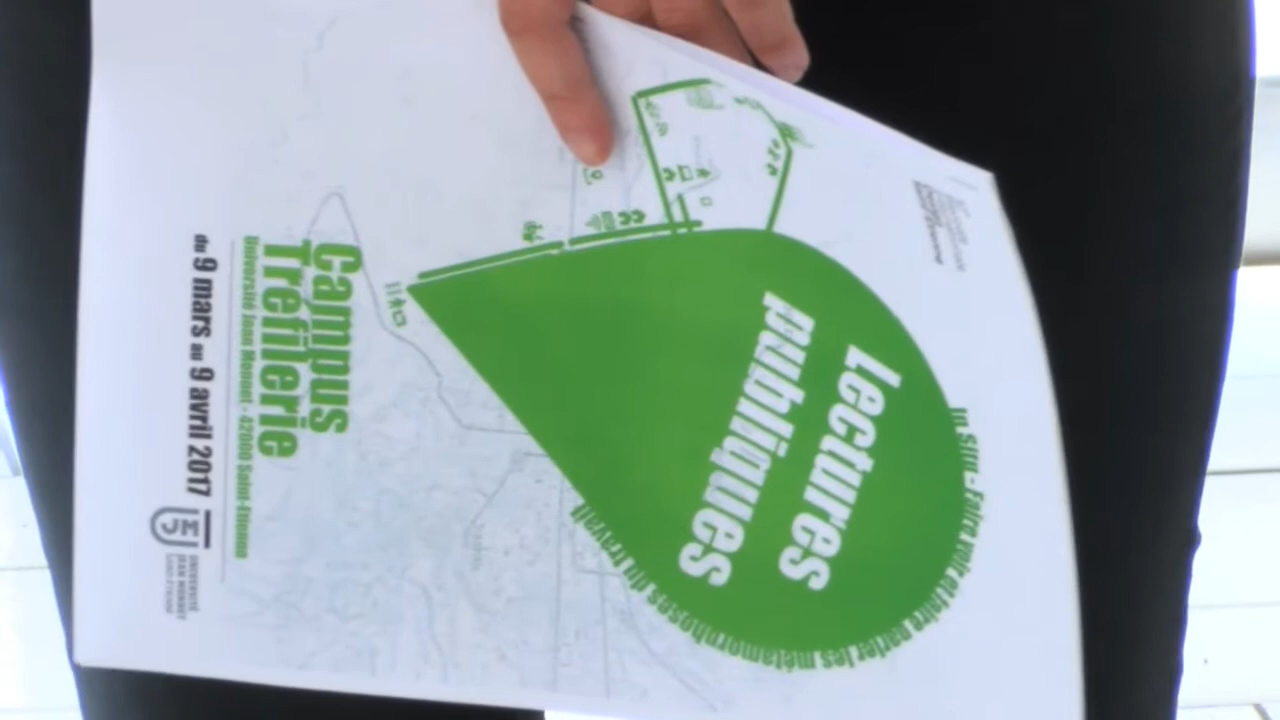 In Situ - Faire voir et faire parler les métamorphoses du travail
Lectures
publiques
Campus
Tréfilerie
Université Jean Monnet - 42000 Saint-Etienne
du 9 mars au 9 avril 2017
UNIVERSITÉ
JEAN MONNET
SAINT-ÉTIENNE